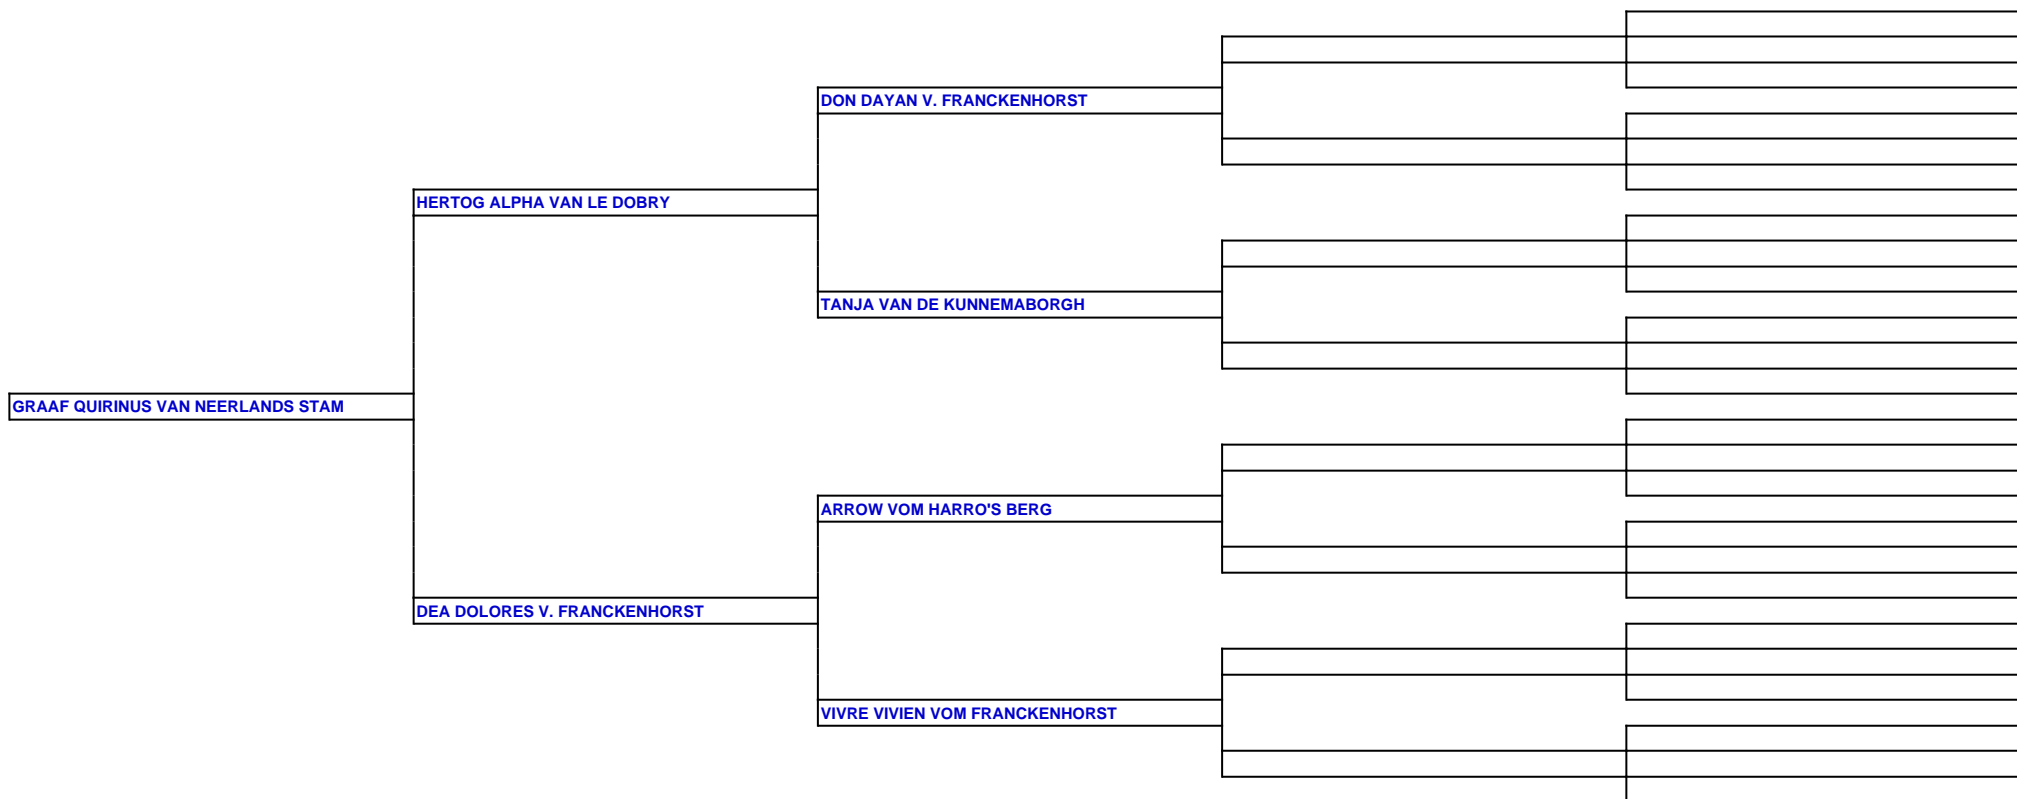 DON DAYAN V. FRANCKENHORST
HERTOG ALPHA VAN LE DOBRY
TANJA VAN DE KUNNEMABORGH
GRAAF QUIRINUS VAN NEERLANDS STAM
ARROW VOM HARRO'S BERG
DEA DOLORES V. FRANCKENHORST
VIVRE VIVIEN VOM FRANCKENHORST